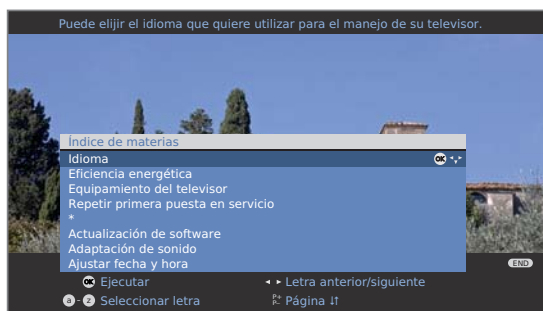 Puede elijir el idioma que quiere utilizar para el manejo de su televisor.
Índice de materias
Idioma OK
Eficiencia energética
Equipamiento del televisor
Repetir primera puesta en servicio
*
Actualización de software
Adaptación de sonido
Ajustar fecha y hora
END
OK Ejecutar
Letra anterior/siguiente
a - z Seleccionar letra
P+ P– Página